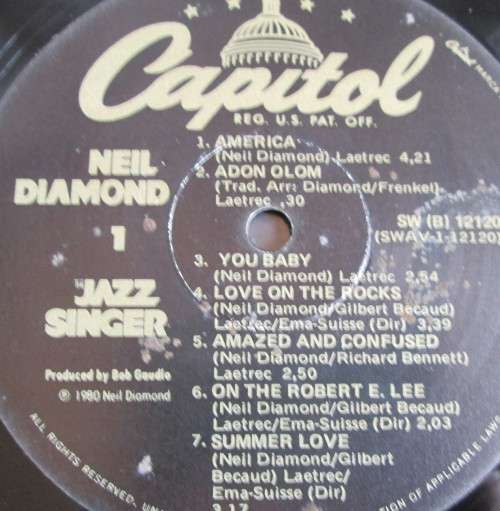 Capitol
REG. U.S. PAT. OFF.
NEIL
DIAMOND
1
THE JAZZ
SINGER
Produced by Bob Gaudio
℗ 1980 Neil Diamond
SW (B) 12120
(SWAV-1-12120)
1. AMERICA
(Neil Diamond) Laetrec 4,21
2. ADON OLOM
(Trad. Arr: Diamond/Frenkel)
Laetrec ,30
3. YOU BABY
(Neil Diamond) Laetrec 2,54
4. LOVE ON THE ROCKS
(Neil Diamond/Gilbert Becaud)
Laetrec/Ema-Suisse (Dir) 3,39
5. AMAZED AND CONFUSED
(Neil Diamond/Richard Bennett)
Laetrec 2,50
6. ON THE ROBERT E. LEE
(Neil Diamond/Gilbert Becaud)
Laetrec/Ema-Suisse (Dir) 2,03
7. SUMMER LOVE
(Neil Diamond/Gilbert
Becaud) Laetrec/
Ema-Suisse (Dir)
3,17
ALL RIGHTS RESERVED.
OF APPLICABLE LAWS